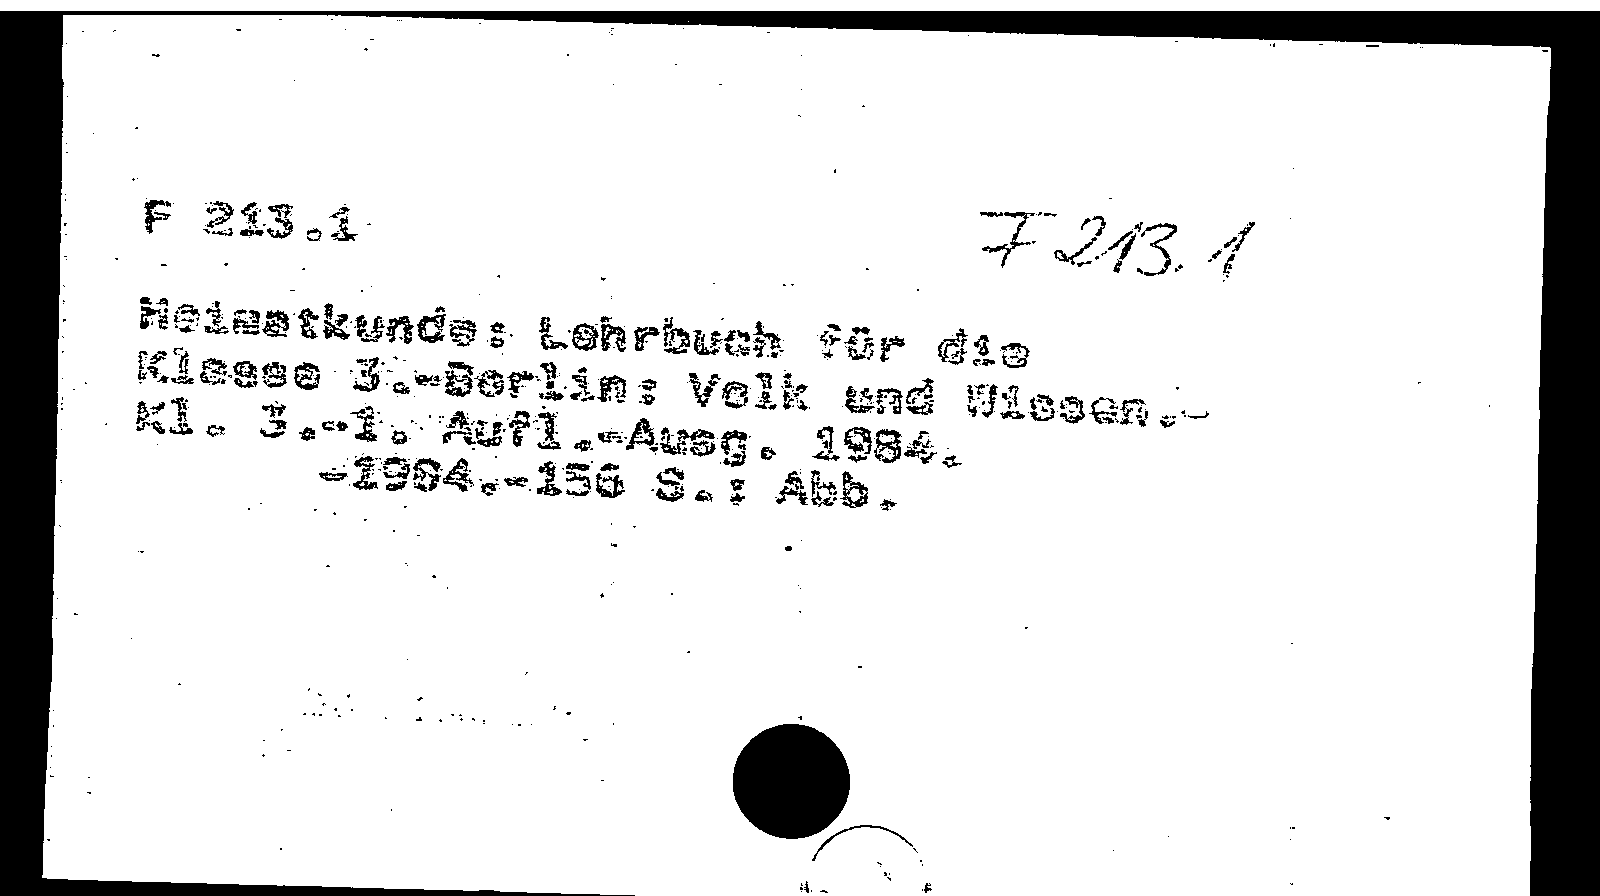 F 213.1
F 213.1
Heimatkunde: Lehrbuch für die
Klasse 3.-Berlin: Volk und Wissen.-
Kl. 3.-1. Aufl.-Ausg. 1984.
-1984.-156 S.: Abb.